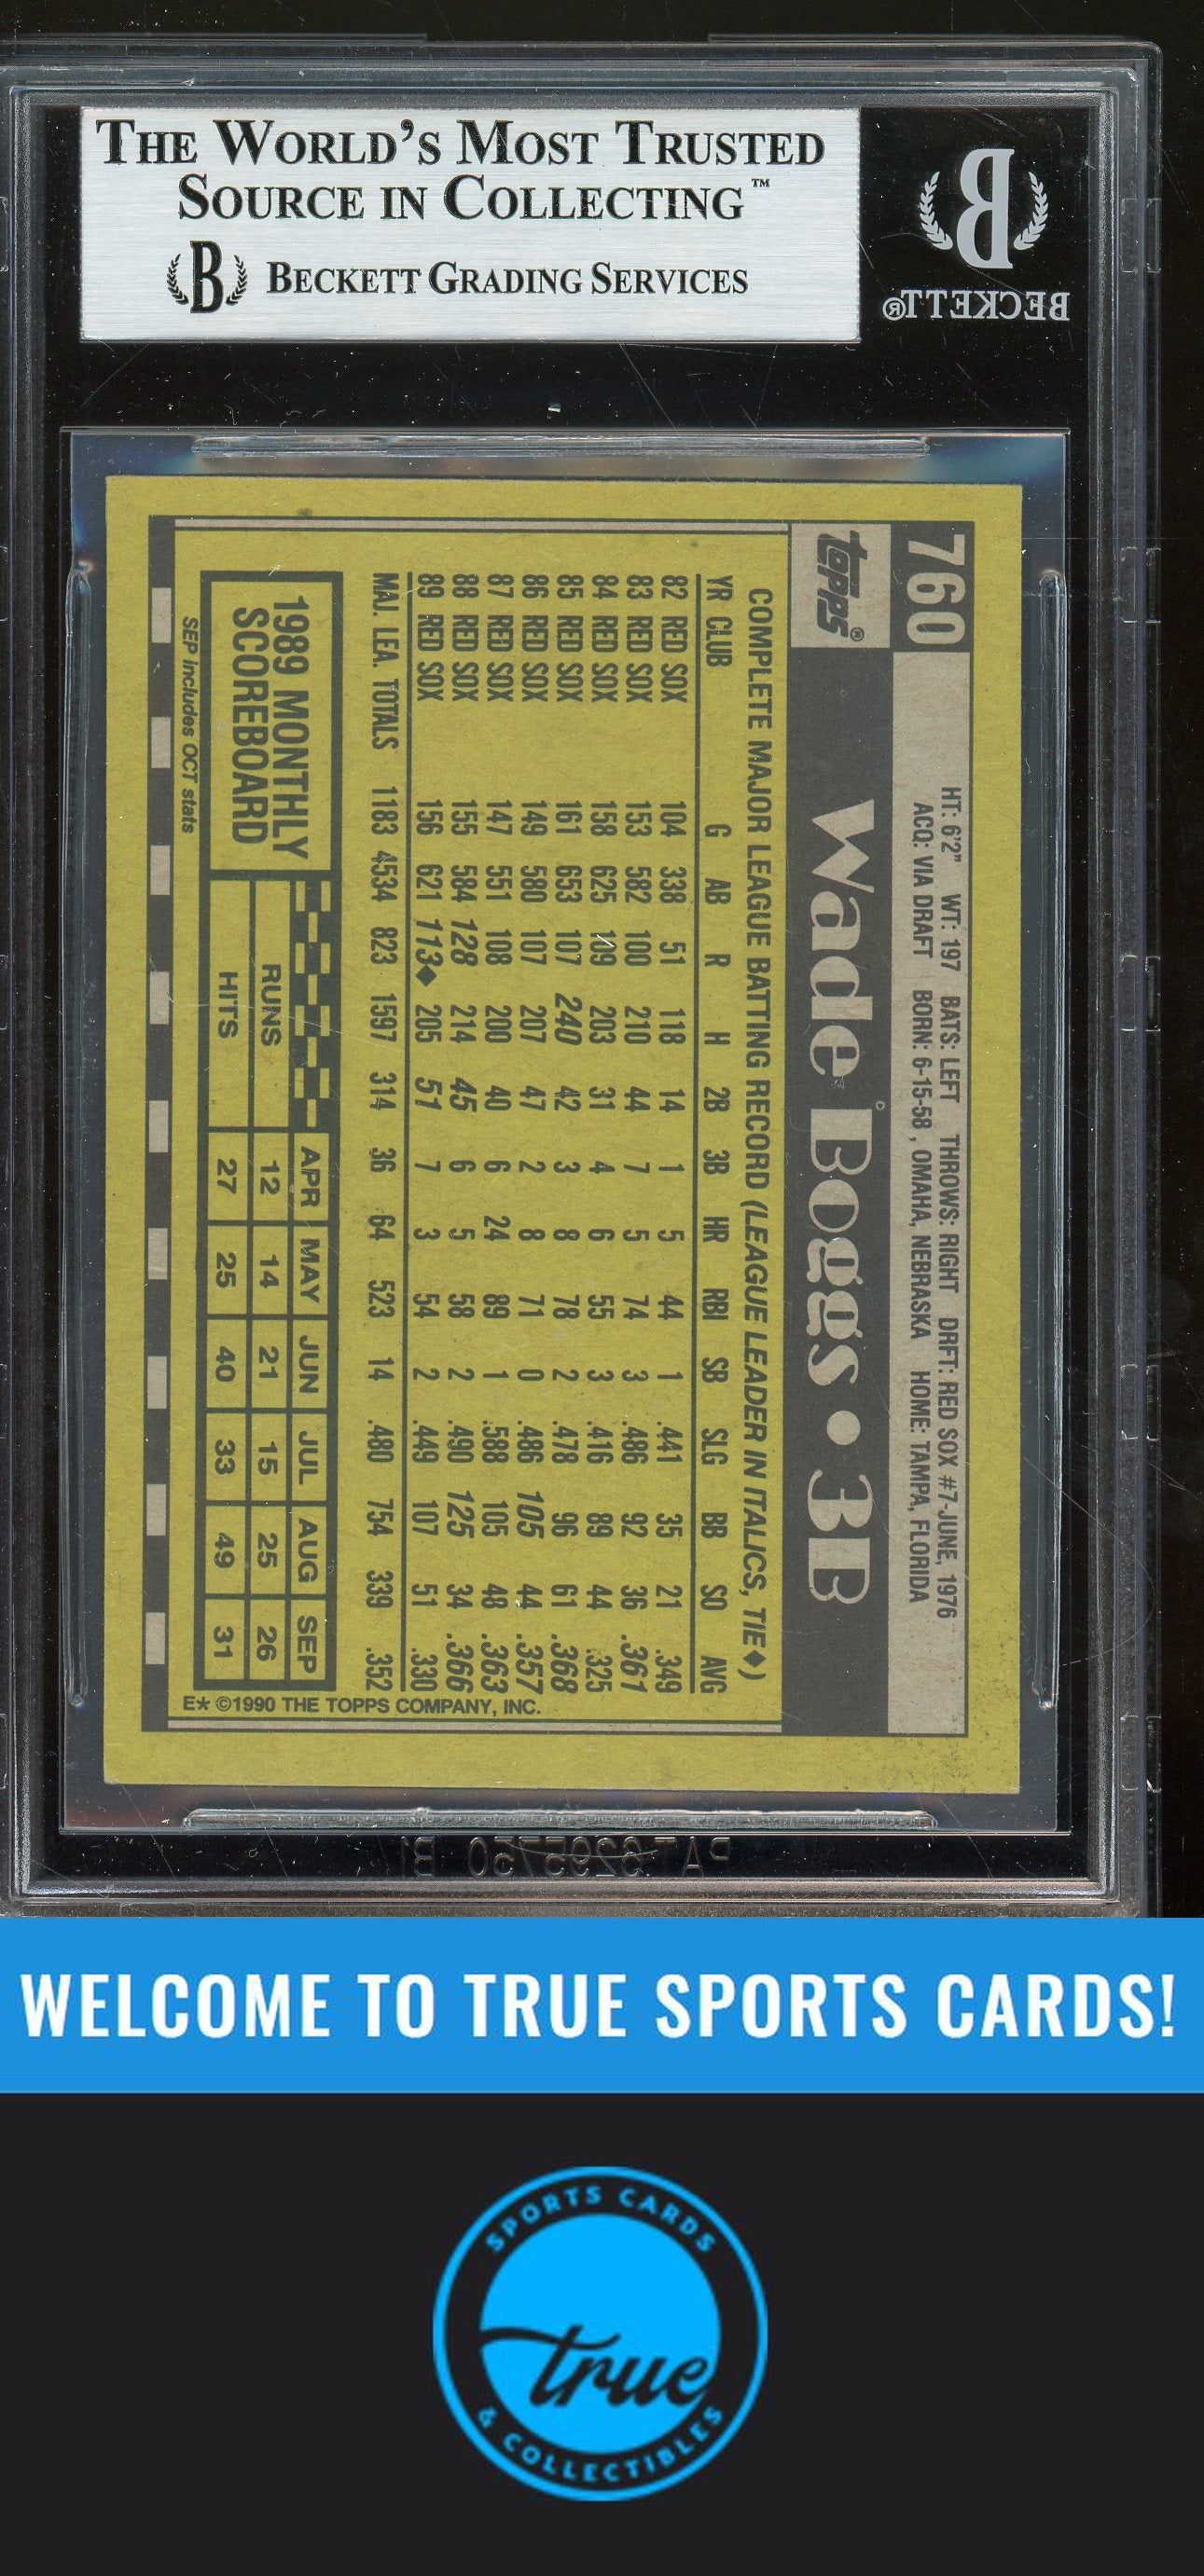 THE WORLD'S MOST TRUSTED
SOURCE IN COLLECTING™
B BECKETT GRADING SERVICES
B
BECKETT®
760
HT: 6'2" WT: 197 BATS: LEFT THROWS: RIGHT DRFT: RED SOX #7-JUNE, 1976
ACQ: VIA DRAFT BORN: 6-15-58, OMAHA, NEBRASKA HOME: TAMPA, FLORIDA
topps®
Wade Boggs • 3B
COMPLETE MAJOR LEAGUE BATTING RECORD (LEAGUE LEADER IN ITALICS, TIE◆)
YR CLUB G AB R H 2B 3B HR RBI SB SLG BB SO AVG
82 RED SOX 104 338 51 118 14 1 5 44 1 .441 35 21 .349
83 RED SOX 153 582 100 210 44 7 5 74 3 .486 92 36 .361
84 RED SOX 158 625 109 203 31 4 6 55 3 .416 89 44 .325
85 RED SOX 161 653 107 240 42 3 8 78 2 .478 96 61 .368
86 RED SOX 149 580 107 207 47 2 8 71 0 .486 105 44 .357
87 RED SOX 147 551 108 200 40 6 24 89 1 .588 105 48 .363
88 RED SOX 155 584 128 214 45 6 5 58 2 .490 125 34 .366
89 RED SOX 156 621 113◆ 205 51 7 3 54 2 .449 107 51 .330
MAJ. LEA. TOTALS 1183 4534 823 1597 314 36 64 523 14 .480 754 339 .352
1989 MONTHLY
SCOREBOARD
APR MAY JUN JUL AUG SEP
RUNS 12 14 21 15 25 26
HITS 27 25 40 33 49 31
SEP includes OCT stats
E* ©1990 THE TOPPS COMPANY, INC.
PAT. 6295750 B1
WELCOME TO TRUE SPORTS CARDS!
SPORTS CARDS
true
& COLLECTIBLES